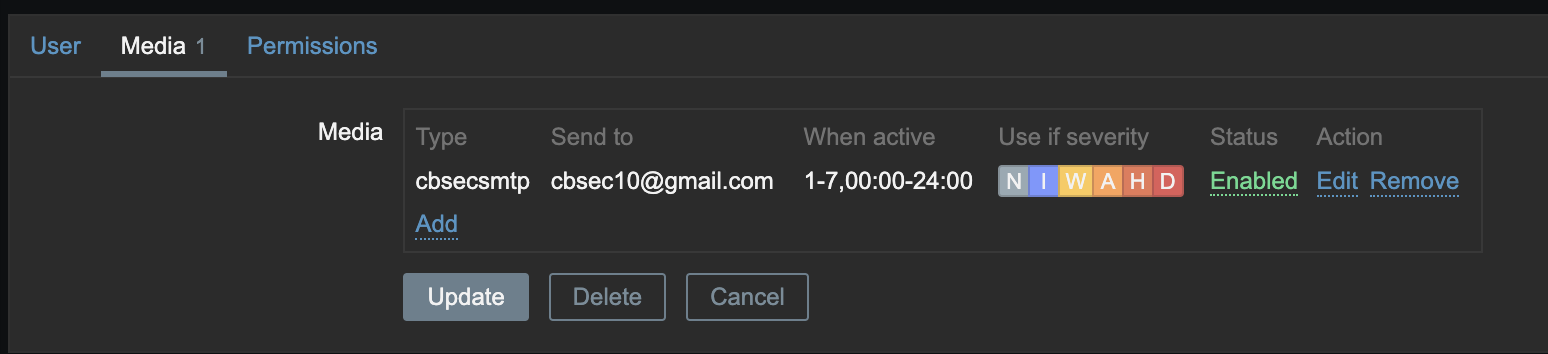 User Media 1 Permissions
Media
Type Send to When active Use if severity Status Action
cbsecsmtp cbsec10@gmail.com 1-7,00:00-24:00 N I W A H D Enabled Edit Remove
Add
Update Delete Cancel